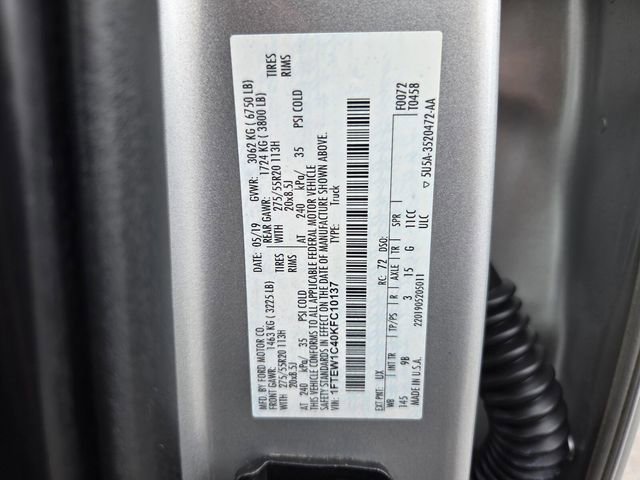 MFD. BY FORD MOTOR CO. DATE: 05/19 GVWR: 3062 KG ( 6750 LB)
FRONT GAWR: 1463 KG ( 3225 LB) REAR GAWR: 1724 KG ( 3800 LB)
WITH 275/55R20 113H TIRES WITH 275/55R20 113H TIRES
20x8.5J RIMS 20x8.5J RIMS
AT 240 kPa/ 35 PSI COLD AT 240 kPa/ 35 PSI COLD
THIS VEHICLE CONFORMS TO ALL APPLICABLE FEDERAL MOTOR VEHICLE
SAFETY STANDARDS IN EFFECT ON THE DATE OF MANUFACTURE SHOWN ABOVE.
VIN: 1FTEW1C40KFC10137 TYPE: Truck
F0072
T0458
EXT PNT: UX RC: 72 DSO:
WB INT TR TP/PS R AXLE TR SPR
145 9B 3 15 G 11CC
MADE IN U.S.A. ULC
2201905205011
▽ 5U5A-3520472-AA